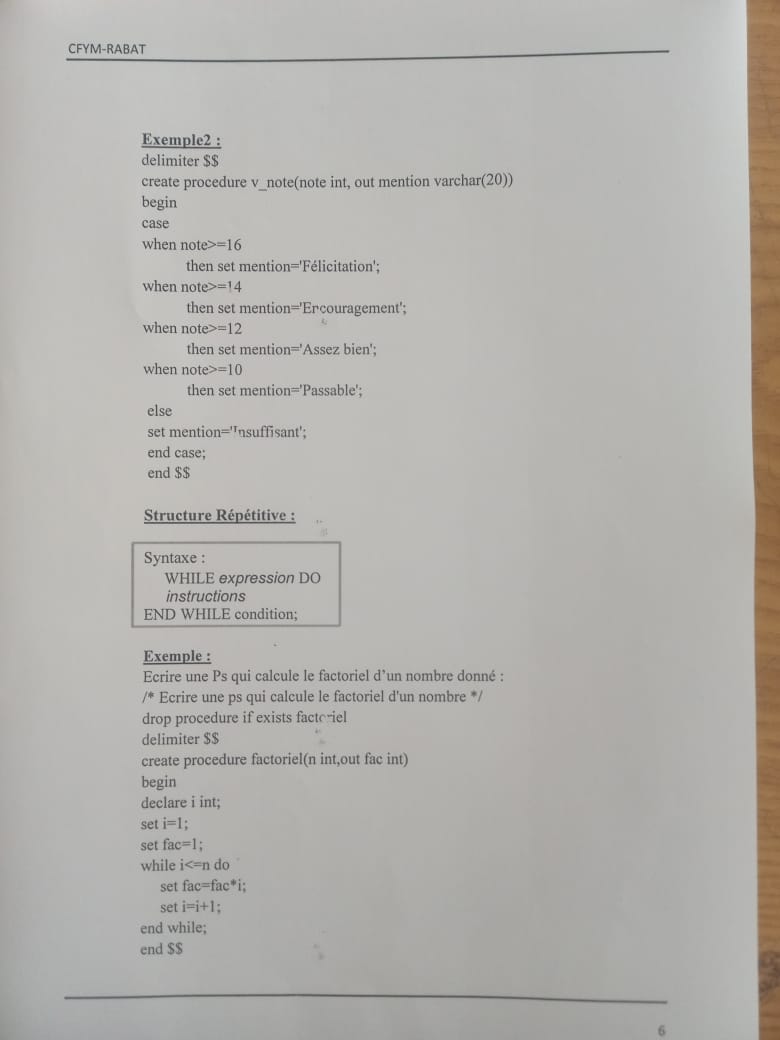 CFYM-RABAT
Exemple2 :
delimiter $$
create procedure v_note(note int, out mention varchar(20))
begin
case
when note>=16
then set mention='Félicitation';
when note>=14
then set mention='Encouragement';
when note>=12
then set mention='Assez bien';
when note>=10
then set mention='Passable';
else
set mention='Insuffisant';
end case;
end $$
Structure Répétitive :
Syntaxe :
WHILE expression DO
instructions
END WHILE condition;
Exemple :
Ecrire une Ps qui calcule le factoriel d'un nombre donné :
/* Ecrire une ps qui calcule le factoriel d'un nombre */
drop procedure if exists factoriel
delimiter $$
create procedure factoriel(n int,out fac int)
begin
declare i int;
set i=1;
set fac=1;
while i<=n do
set fac=fac*i;
set i=i+1;
end while;
end $$
6